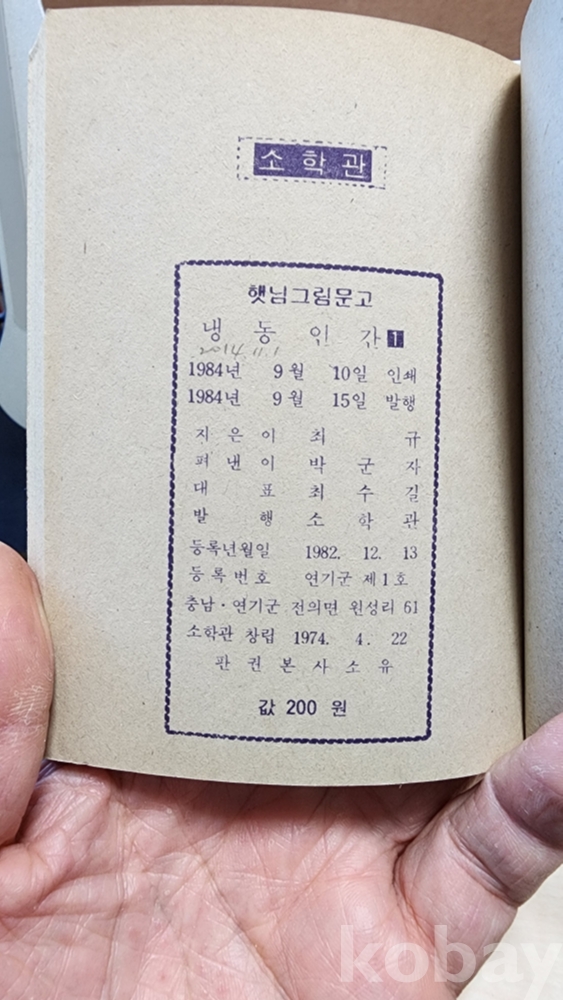 소학관
햇님그림문고
냉동인간 1
2014. 11. 1
1984년 9월 10일 인쇄
1984년 9월 15일 발행
지은이 최 규
펴낸이 박군자
대 표 최수길
발 행 소학관
등록년월일 1982. 12. 13
등록번호 연기군 제1호
충남·연기군 전의면 원성리 61
소학관 창립 1974. 4. 22
판권본사소유
값 200 원
kobay